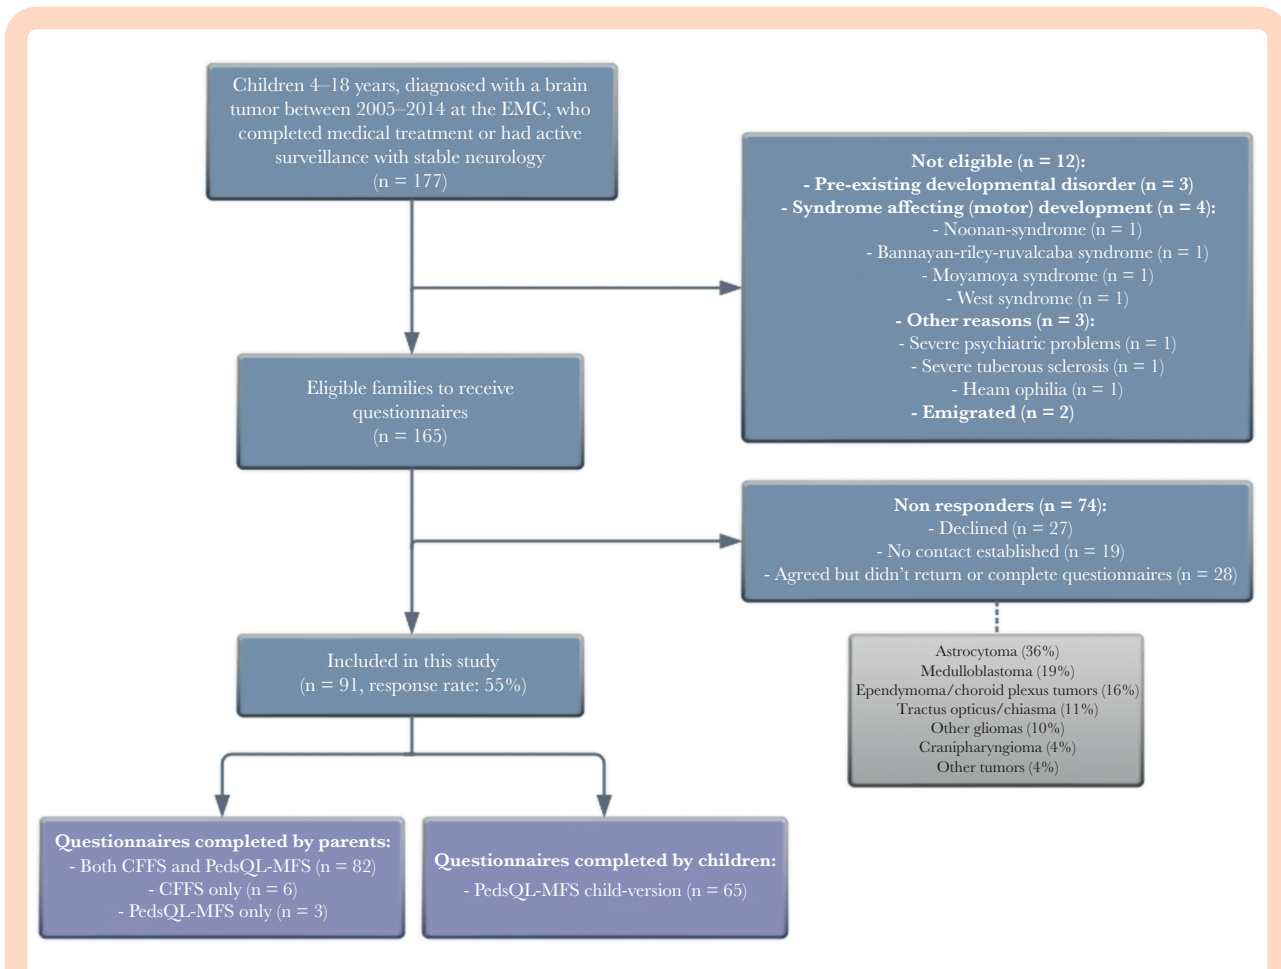 Children 4–18 years, diagnosed with a brain
tumor between 2005–2014 at the EMC, who
completed medical treatment or had active
surveillance with stable neurology
(n = 177)
Not eligible (n = 12):
- Pre-existing developmental disorder (n = 3)
- Syndrome affecting (motor) development (n = 4):
- Noonan-syndrome (n = 1)
- Bannayan-riley-ruvalcaba syndrome (n = 1)
- Moyamoya syndrome (n = 1)
- West syndrome (n = 1)
- Other reasons (n = 3):
- Severe psychiatric problems (n = 1)
- Severe tuberous sclerosis (n = 1)
- Heam ophilia (n = 1)
- Emigrated (n = 2)
Eligible families to receive
questionnaires
(n = 165)
Non responders (n = 74):
- Declined (n = 27)
- No contact established (n = 19)
- Agreed but didn't return or complete questionnaires (n = 28)
Astrocytoma (36%)
Medulloblastoma (19%)
Ependymoma/choroid plexus tumors (16%)
Tractus opticus/chiasma (11%)
Other gliomas (10%)
Cranipharyngioma (4%)
Other tumors (4%)
Included in this study
(n = 91, response rate: 55%)
Questionnaires completed by parents:
- Both CFFS and PedsQL-MFS (n = 82)
- CFFS only (n = 6)
- PedsQL-MFS only (n = 3)
Questionnaires completed by children:
- PedsQL-MFS child-version (n = 65)